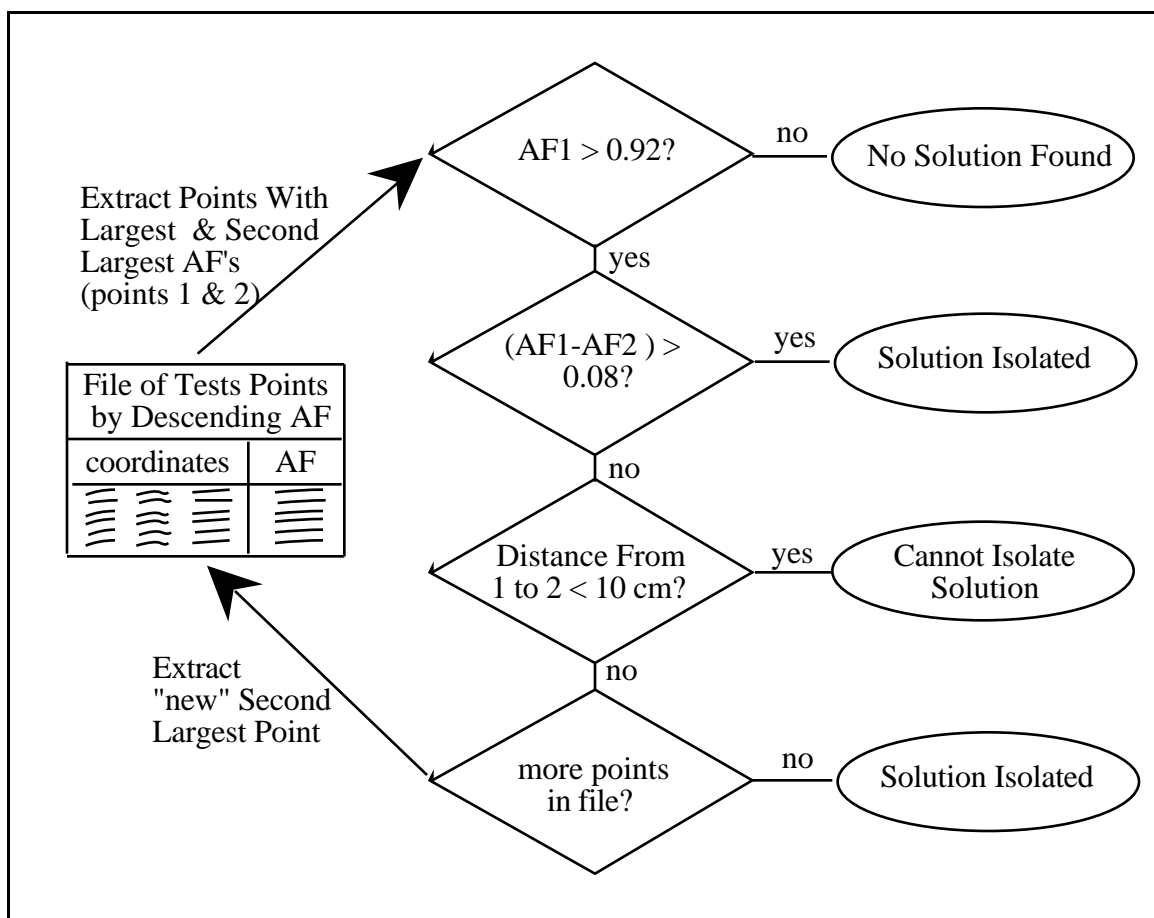 AF1 > 0.92?
no
No Solution Found
Extract Points With
Largest & Second
Largest AF's
(points 1 & 2)
yes
(AF1-AF2 ) >
0.08?
yes
Solution Isolated
File of Tests Points
by Descending AF
coordinates
AF
no
Distance From
1 to 2 < 10 cm?
yes
Cannot Isolate
Solution
no
Extract
"new" Second
Largest Point
more points
in file?
no
Solution Isolated